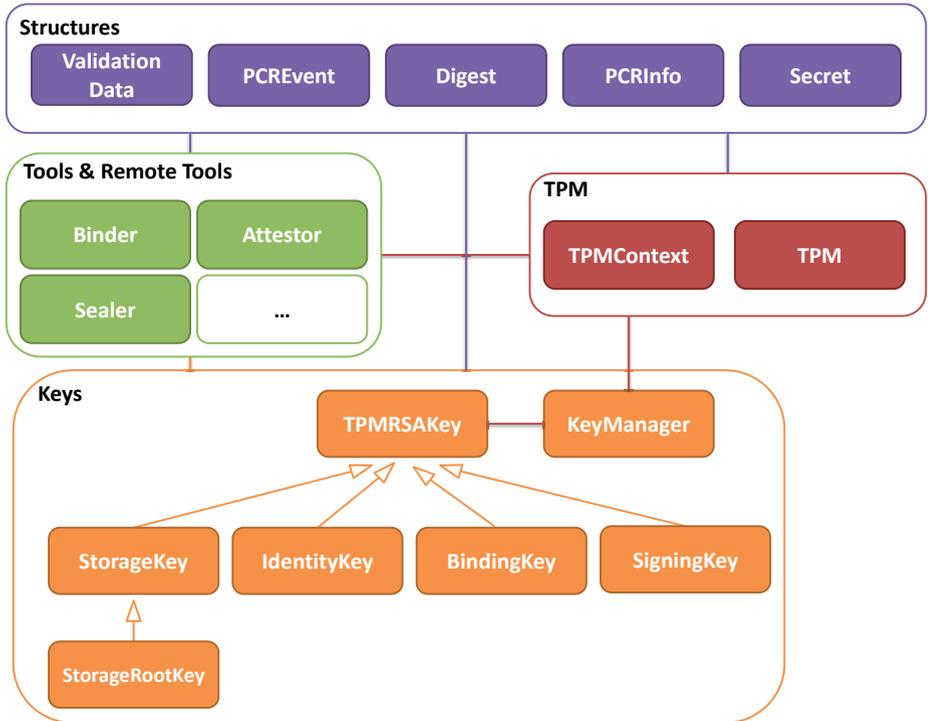 Structures
Validation
Data
PCREvent
Digest
PCRInfo
Secret
Tools & Remote Tools
Binder
Attestor
Sealer
...
TPM
TPMContext
TPM
Keys
TPMRSAKey
KeyManager
StorageKey
IdentityKey
BindingKey
SigningKey
StorageRootKey